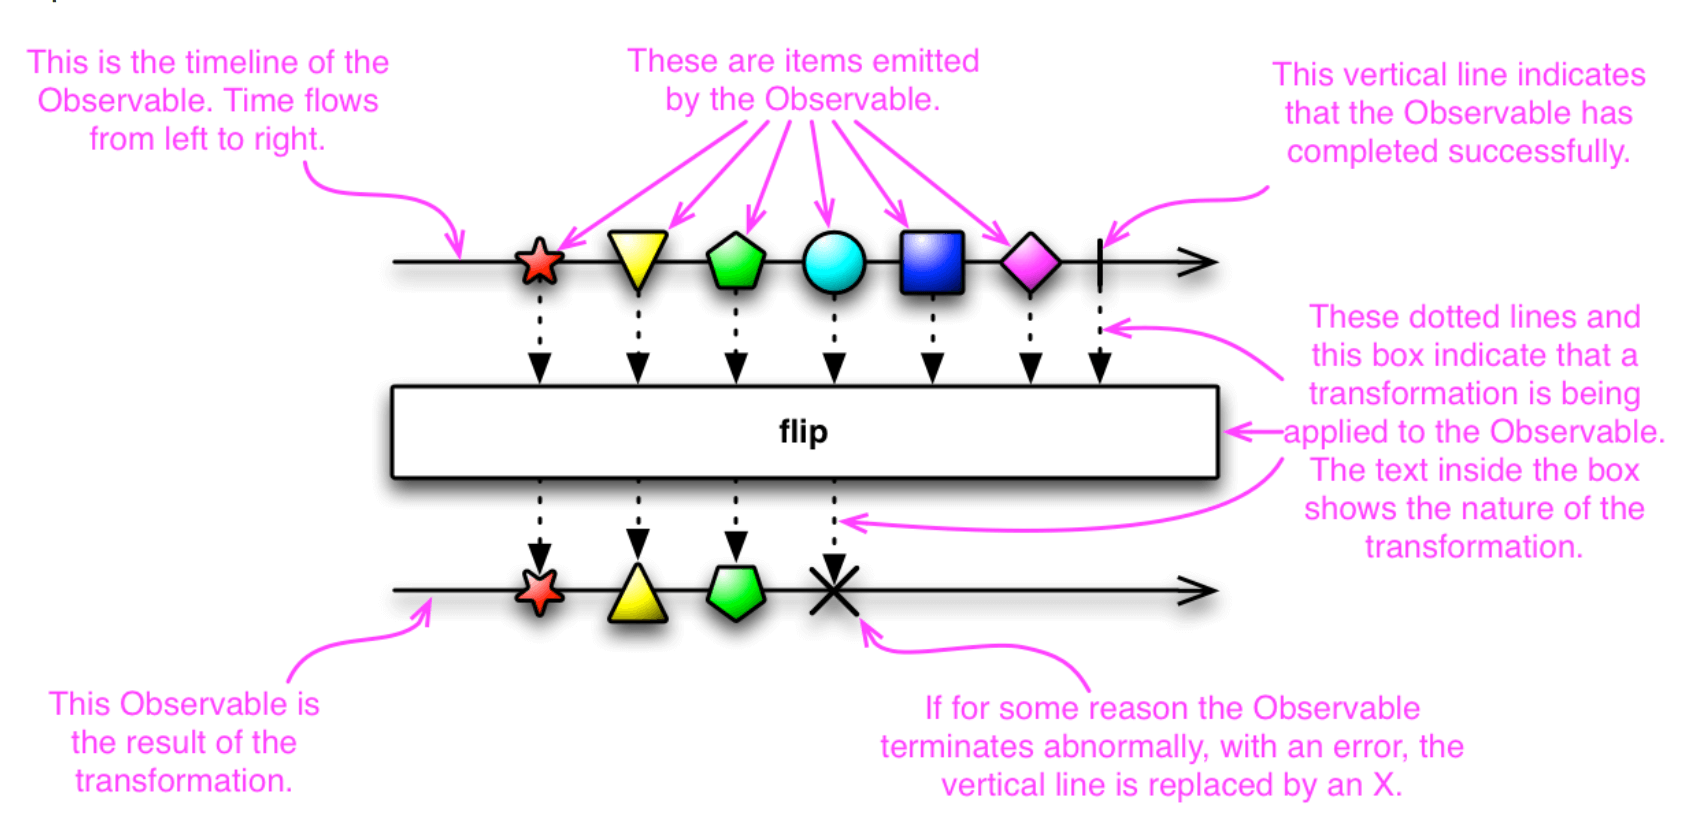 This is the timeline of the
Observable. Time flows
from left to right.
These are items emitted
by the Observable.
This vertical line indicates
that the Observable has
completed successfully.
These dotted lines and
this box indicate that a
transformation is being
applied to the Observable.
The text inside the box
shows the nature of the
transformation.
flip
This Observable is
the result of the
transformation.
If for some reason the Observable
terminates abnormally, with an error, the
vertical line is replaced by an X.